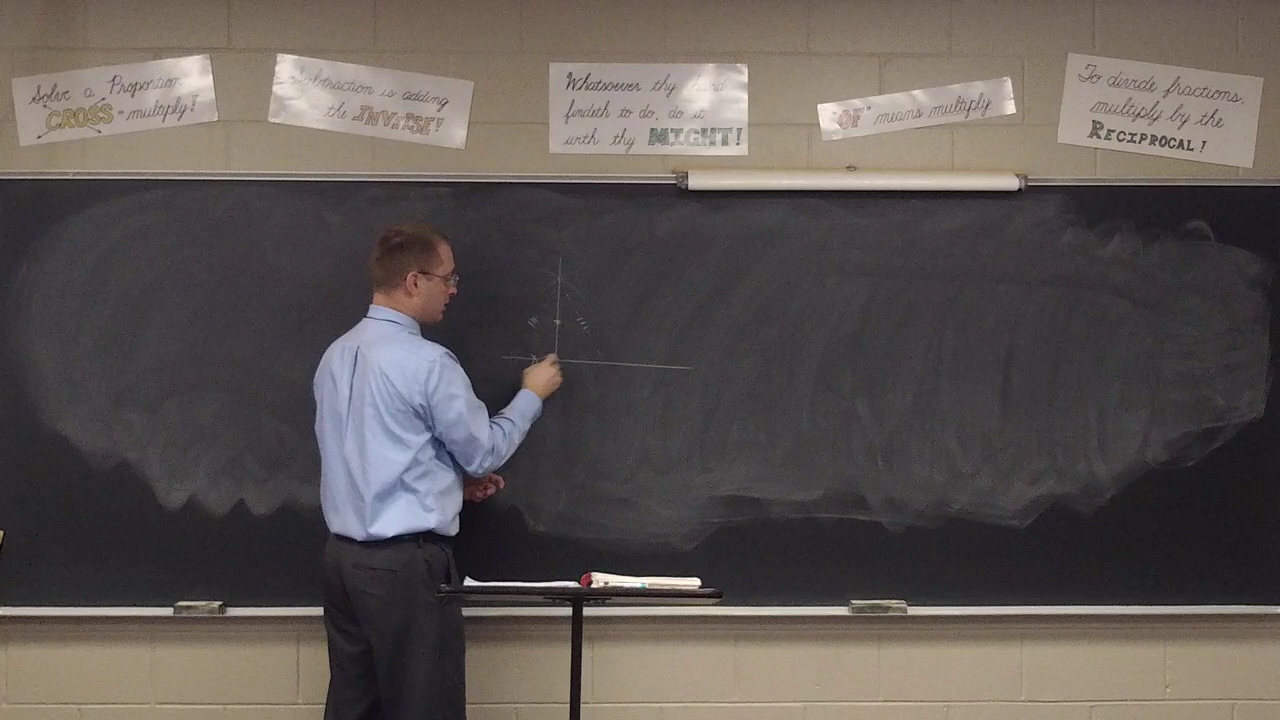 Solve a Proportion
CROSS-multiply!
Subtraction is adding
the INVERSE!
Whatsoever thy hand
findeth to do, do it
with thy MIGHT!
"OF" means multiply
To divide fractions,
multiply by the
RECIPROCAL!